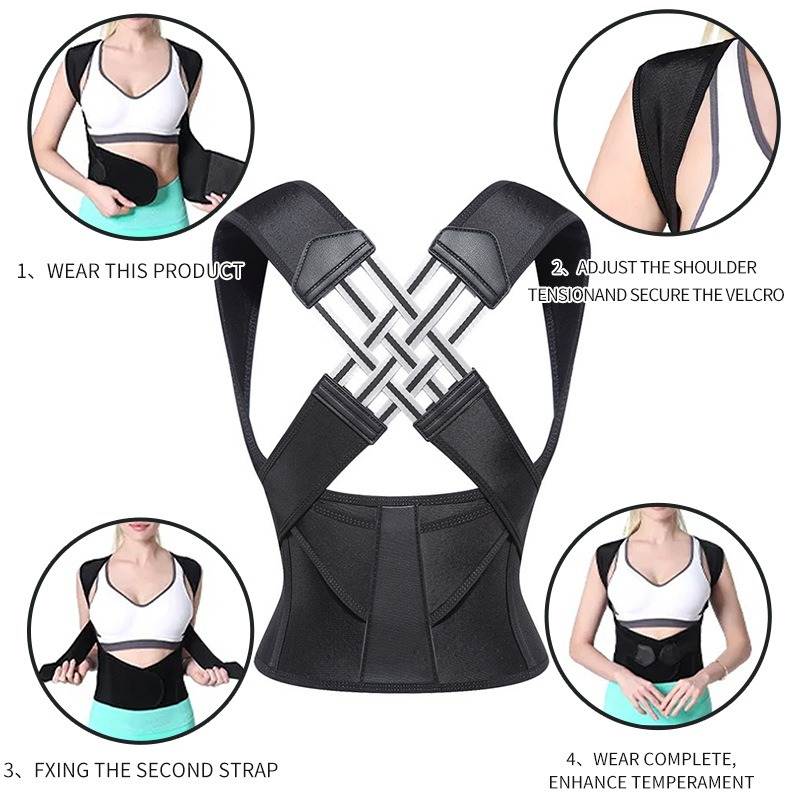 1、WEAR THIS PRODUCT
2、ADJUST THE SHOULDER
TENSIONAND SECURE THE VELCRO
3、FXING THE SECOND STRAP
4、WEAR COMPLETE,
ENHANCE TEMPERAMENT